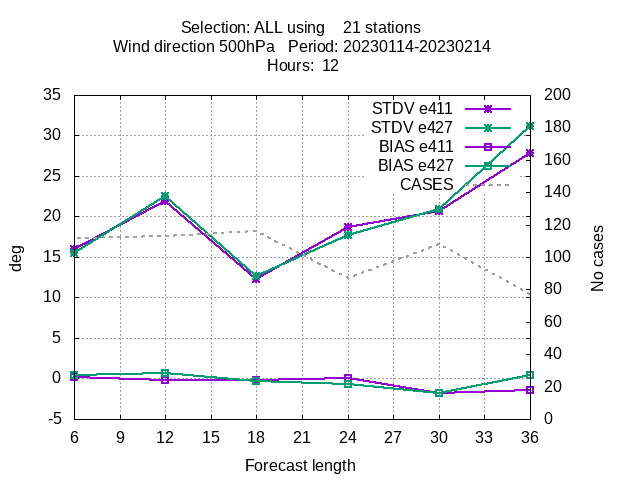 Selection: ALL using    21 stations
Wind direction 500hPa   Period: 20230114-20230214
Hours:  12
35
30
25
20
15
10
5
0
-5
deg
200
180
160
140
120
100
80
60
40
20
0
No cases
STDV e411
STDV e427
BIAS e411
BIAS e427
CASES
6 9 12 15 18 21 24 27 30 33 36
Forecast length